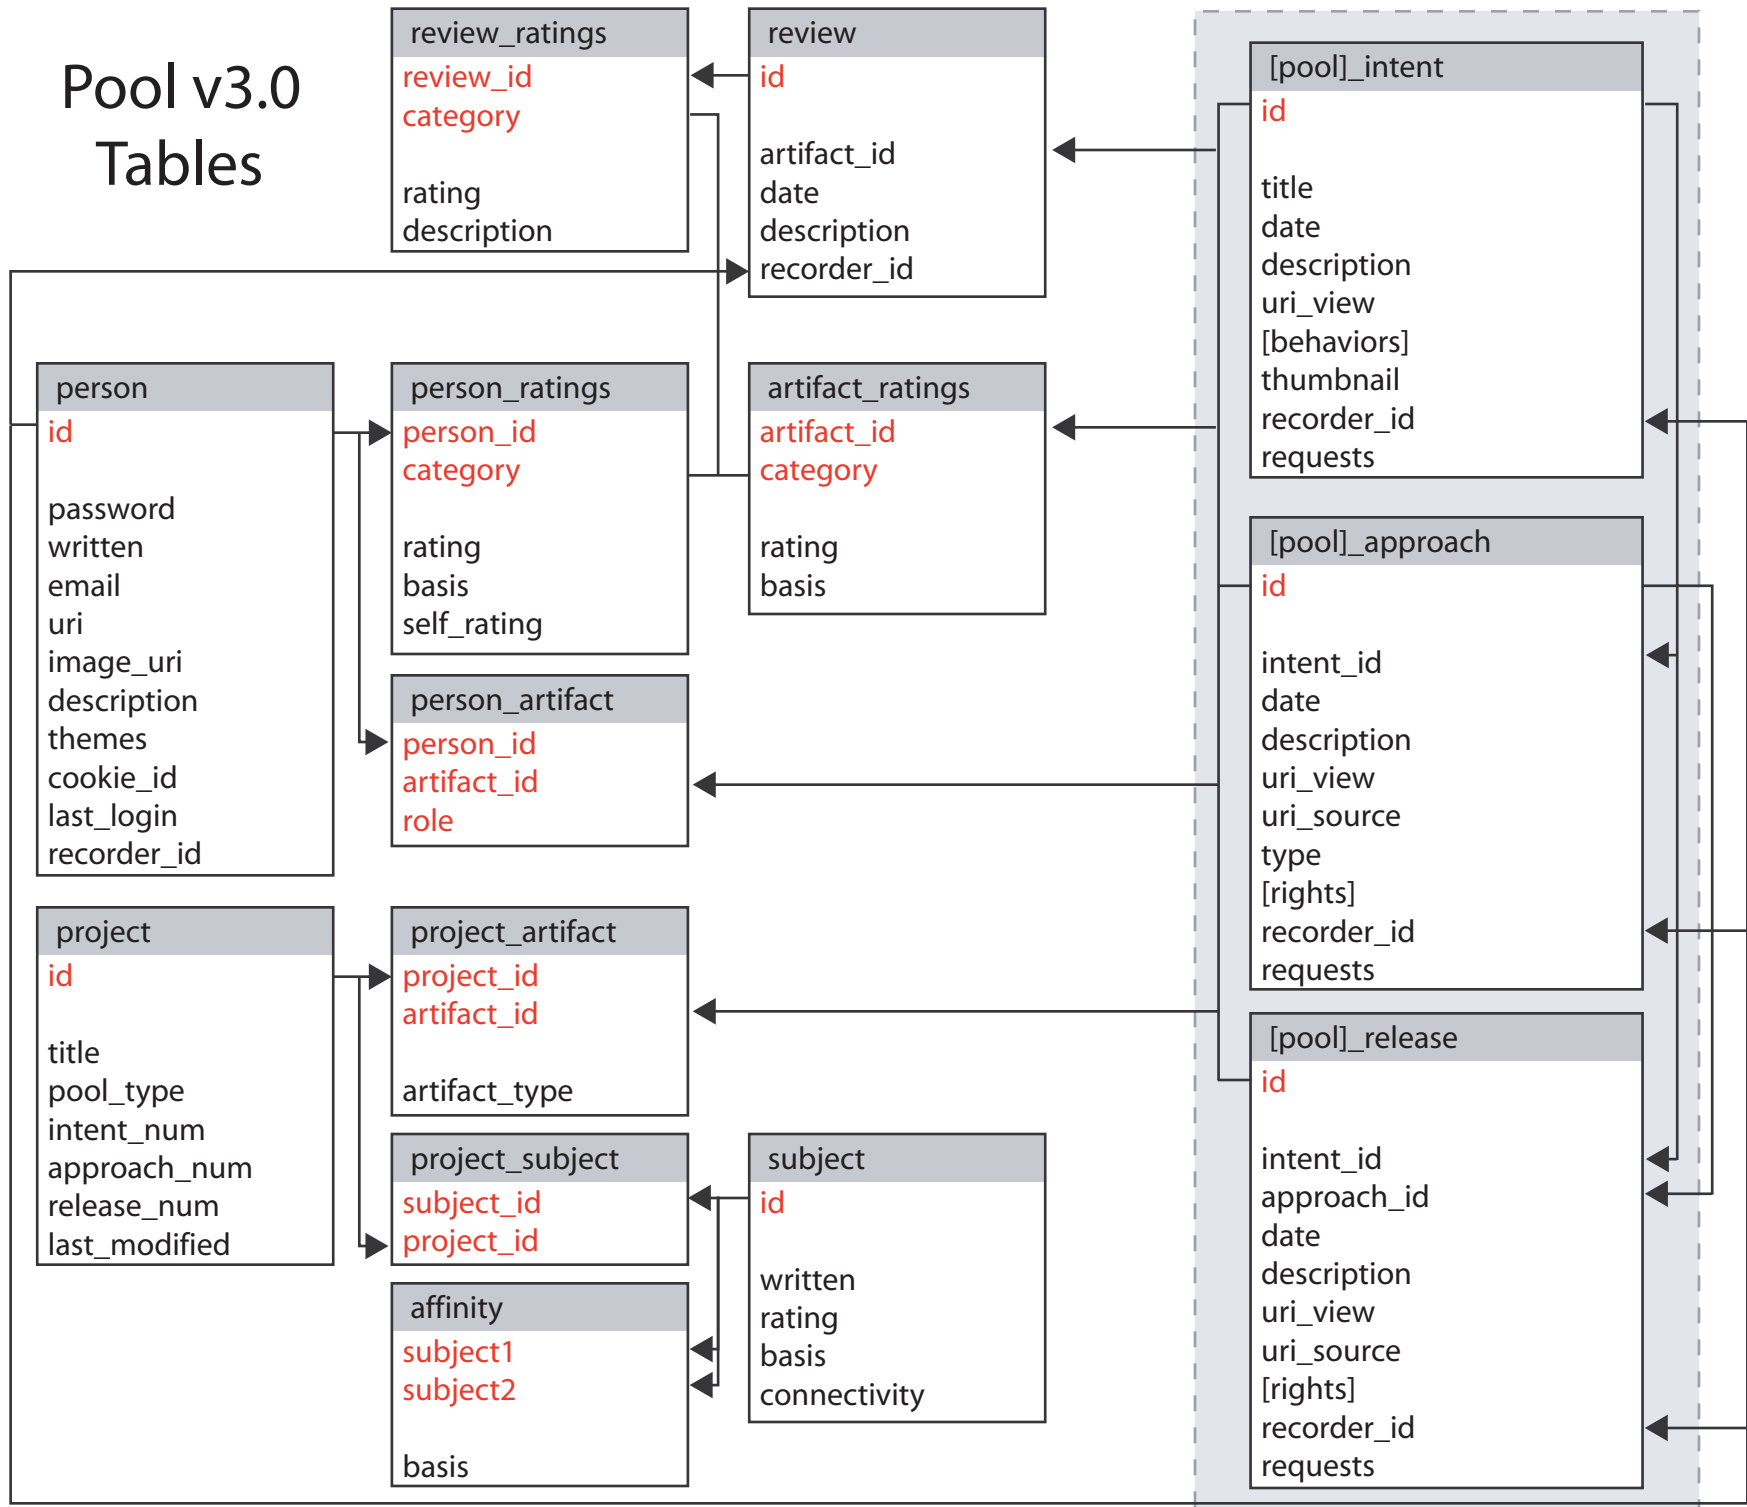 Pool v3.0
Tables
review_ratings
review_id
category
rating
description
review
id
artifact_id
date
description
recorder_id
[pool]_intent
id
title
date
description
uri_view
[behaviors]
thumbnail
recorder_id
requests
person
id
password
written
email
uri
image_uri
description
themes
cookie_id
last_login
recorder_id
person_ratings
person_id
category
rating
basis
self_rating
artifact_ratings
artifact_id
category
rating
basis
[pool]_approach
id
intent_id
date
description
uri_view
uri_source
type
[rights]
recorder_id
requests
person_artifact
person_id
artifact_id
role
project
id
title
pool_type
intent_num
approach_num
release_num
last_modified
project_artifact
project_id
artifact_id
artifact_type
[pool]_release
id
intent_id
approach_id
date
description
uri_view
uri_source
[rights]
recorder_id
requests
project_subject
subject_id
project_id
subject
id
written
rating
basis
connectivity
affinity
subject1
subject2
basis